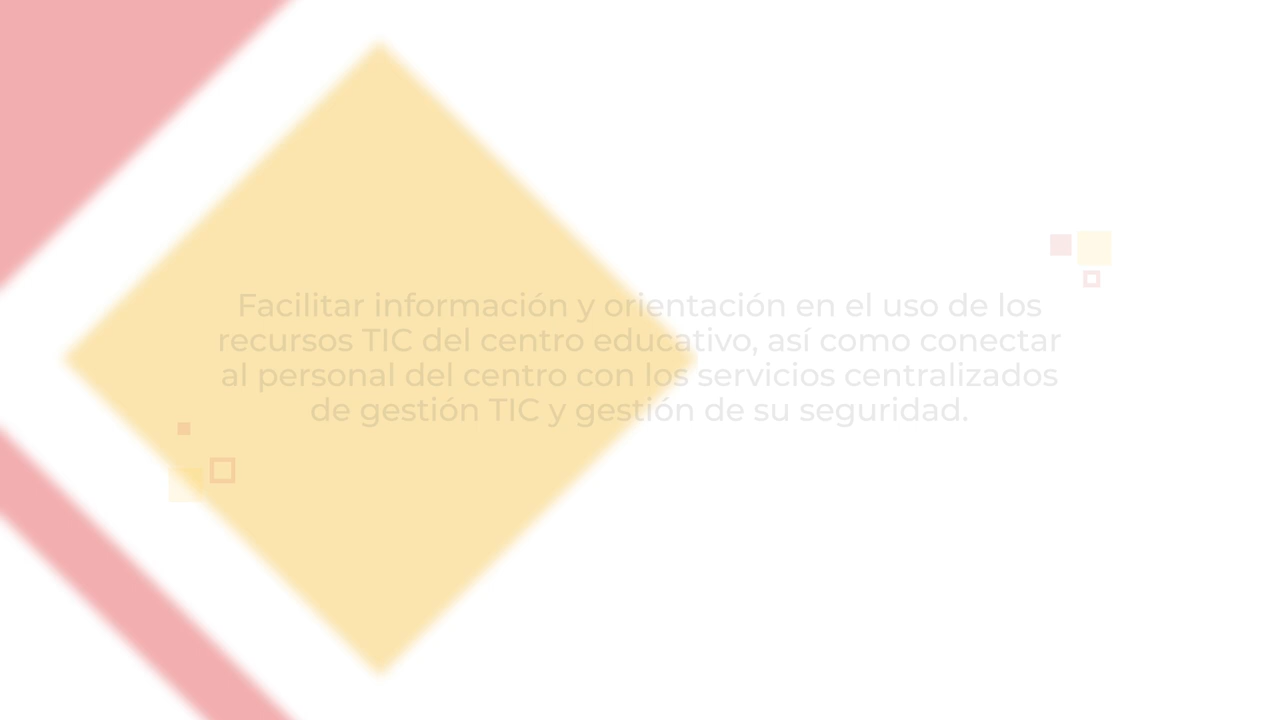 Facilitar información y orientación en el uso de los
recursos TIC del centro educativo, así como conectar
al personal del centro con los servicios centralizados
de gestión TIC y gestión de su seguridad.